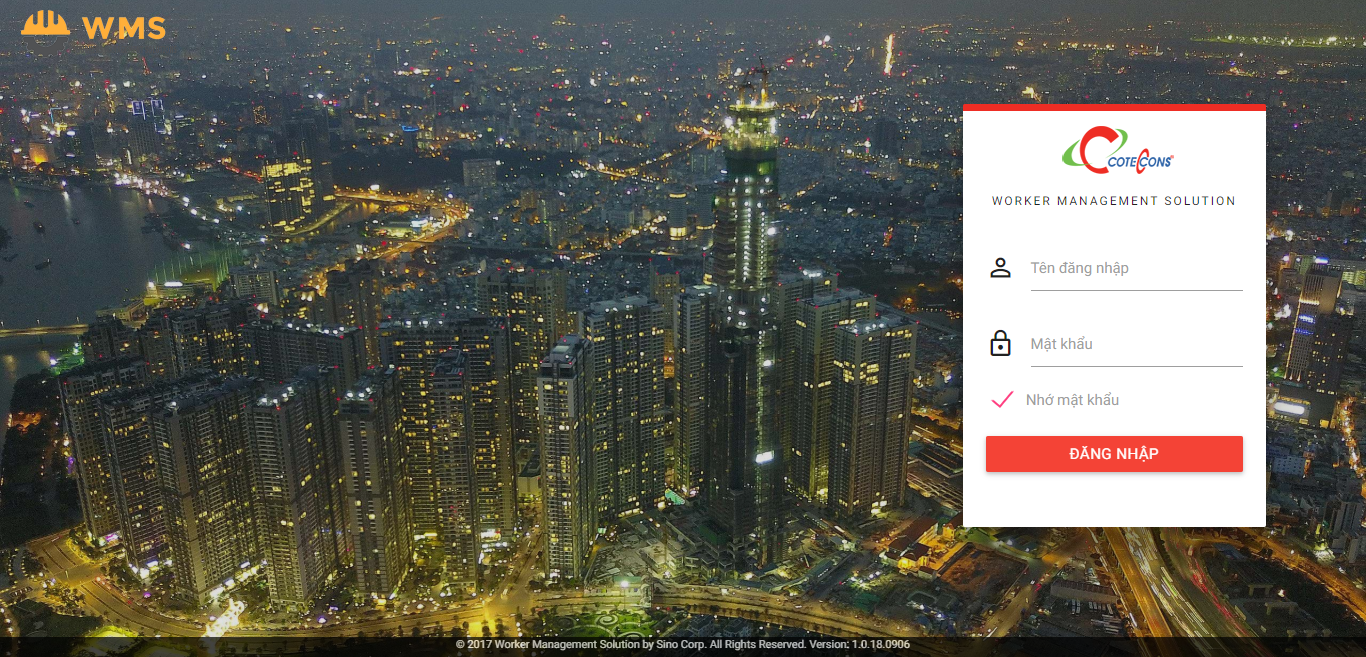 WMS
COTECCONS®
WORKER MANAGEMENT SOLUTION
Tên đăng nhập
Mật khẩu
Nhớ mật khẩu
ĐĂNG NHẬP
© 2017 Worker Management Solution by Sino Corp. All Rights Reserved. Version: 1.0.18.0906